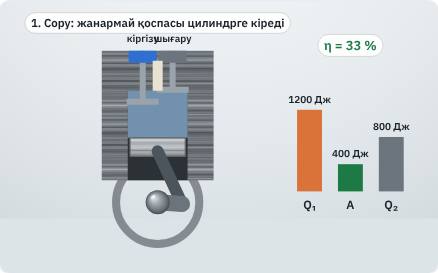 1. Сору: жанармай қоспасы цилиндрге кіреді
кіргізу шығару
η = 33 %
1200 Дж
400 Дж
800 Дж
Q₁
A
Q₂